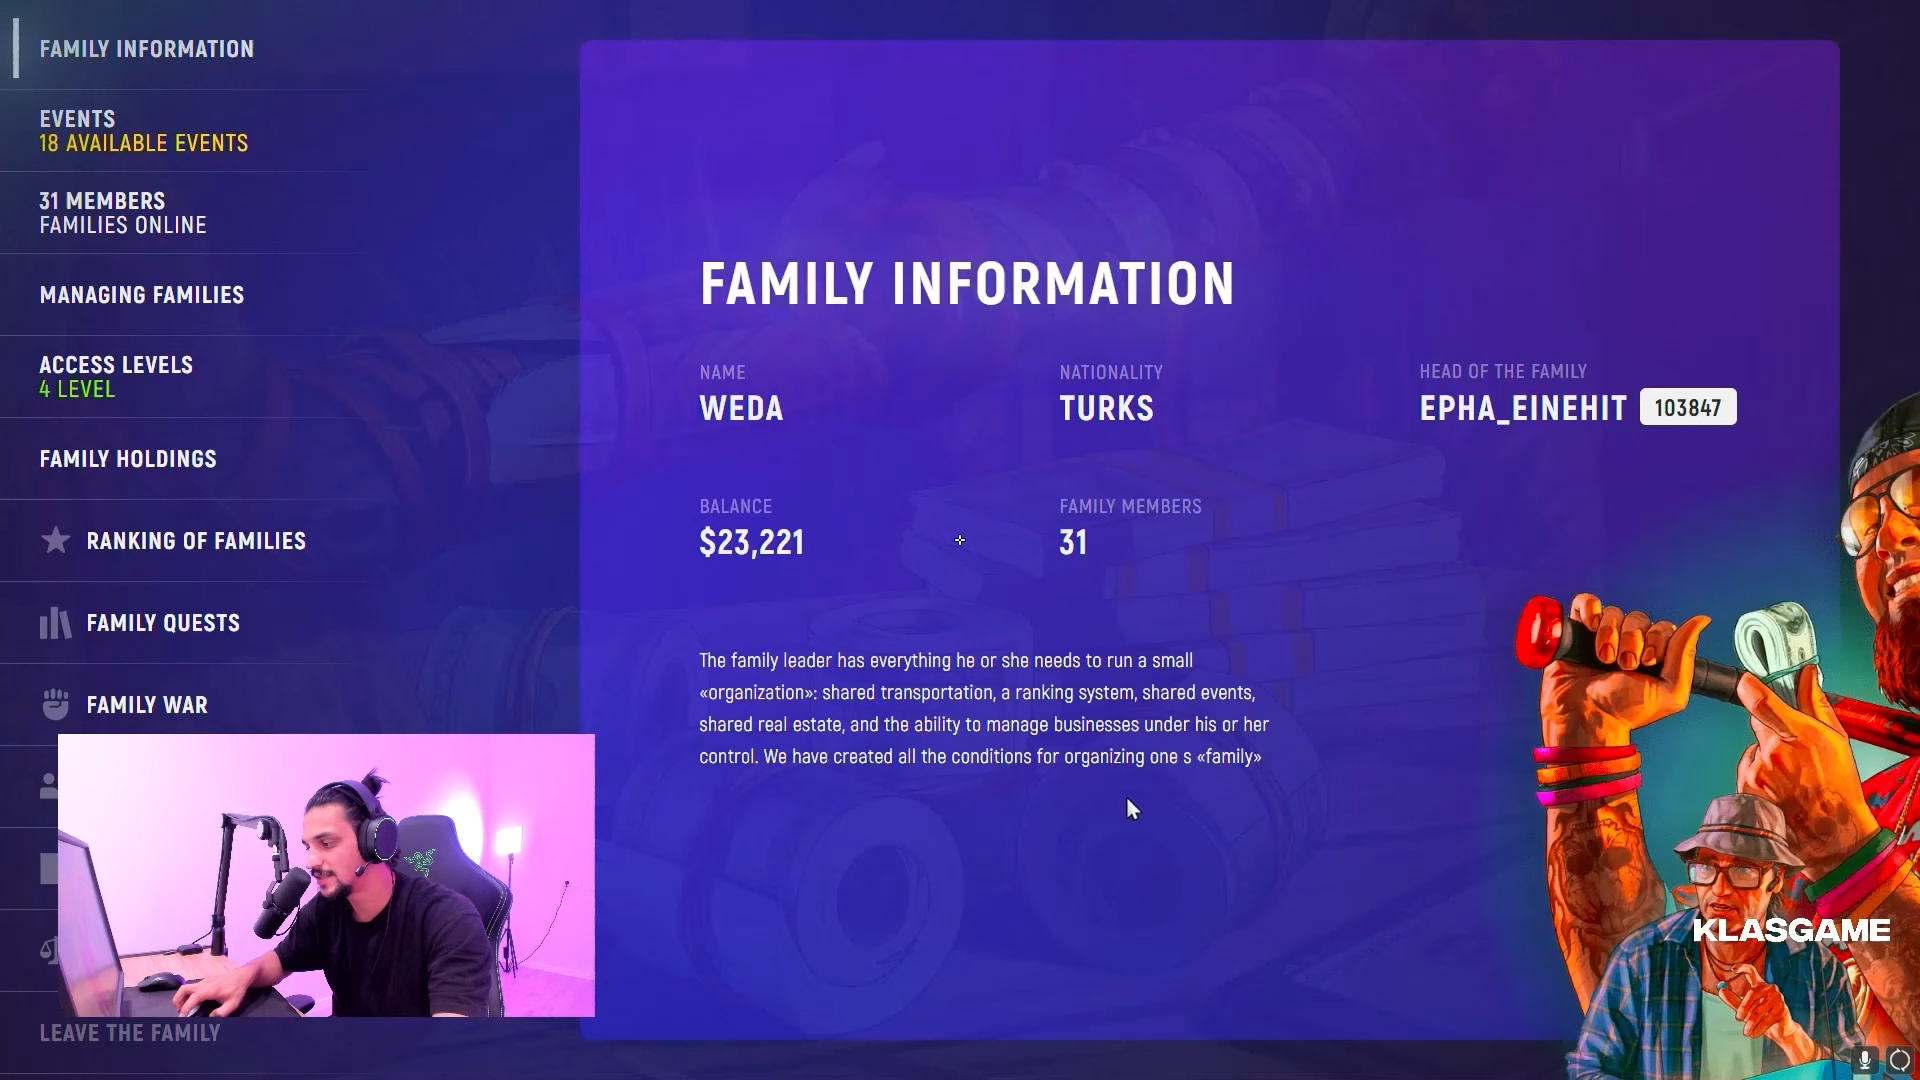 FAMILY INFORMATION
EVENTS
18 AVAILABLE EVENTS
31 MEMBERS
FAMILIES ONLINE
MANAGING FAMILIES
ACCESS LEVELS
4 LEVEL
FAMILY HOLDINGS
RANKING OF FAMILIES
FAMILY QUESTS
FAMILY WAR
LEAVE THE FAMILY
FAMILY INFORMATION
NAME
WEDA
NATIONALITY
TURKS
HEAD OF THE FAMILY
EPHA_EINEHIT 103847
BALANCE
$23,221
FAMILY MEMBERS
31
The family leader has everything he or she needs to run a small
«organization»: shared transportation, a ranking system, shared events,
shared real estate, and the ability to manage businesses under his or her
control. We have created all the conditions for organizing one s «family»
KLASGAME